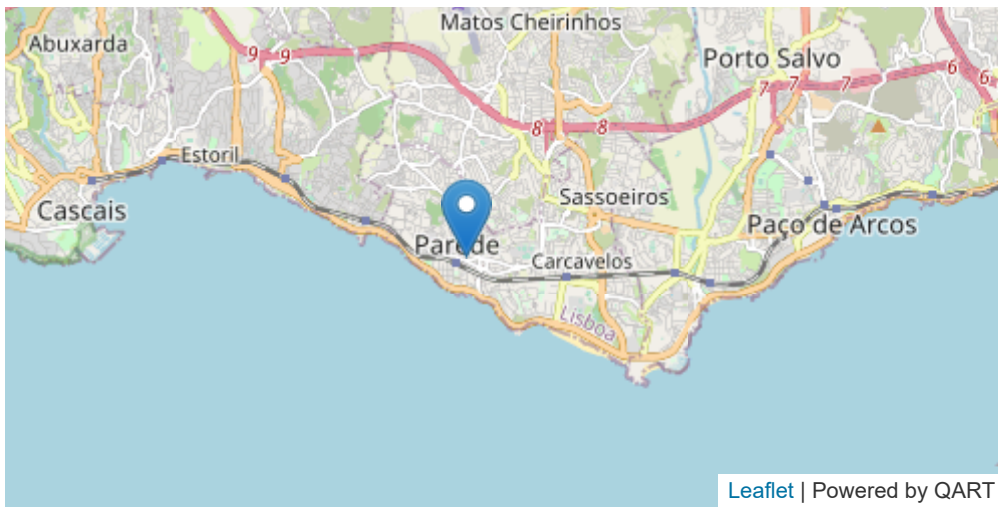 Matos Cheirinhos
Abuxarda
9 9
Porto Salvo
6
7 7 7
6
8 8
Estoril
Sassoeiros
Cascais
Paço de Arcos
Parede
Carcavelos
Lisboa
Leaflet | Powered by QART